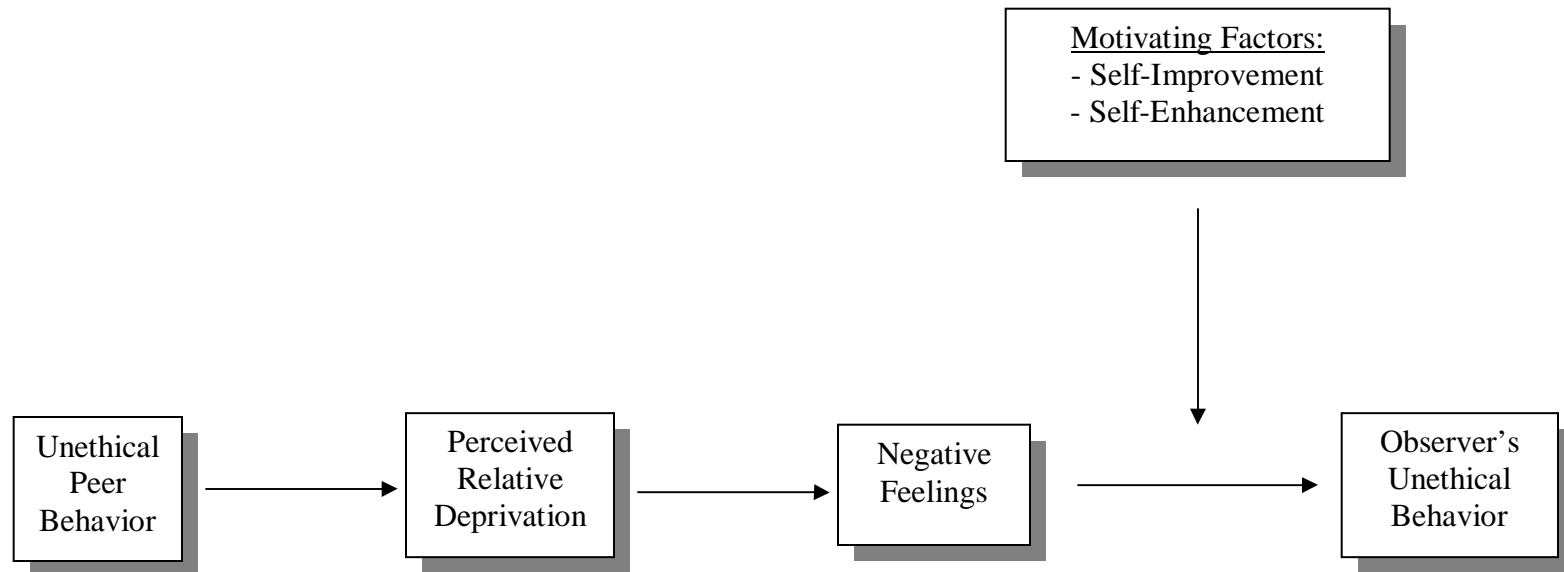 Motivating Factors:
- Self-Improvement
- Self-Enhancement
Unethical
Peer
Behavior
Perceived
Relative
Deprivation
Negative
Feelings
Observer’s
Unethical
Behavior